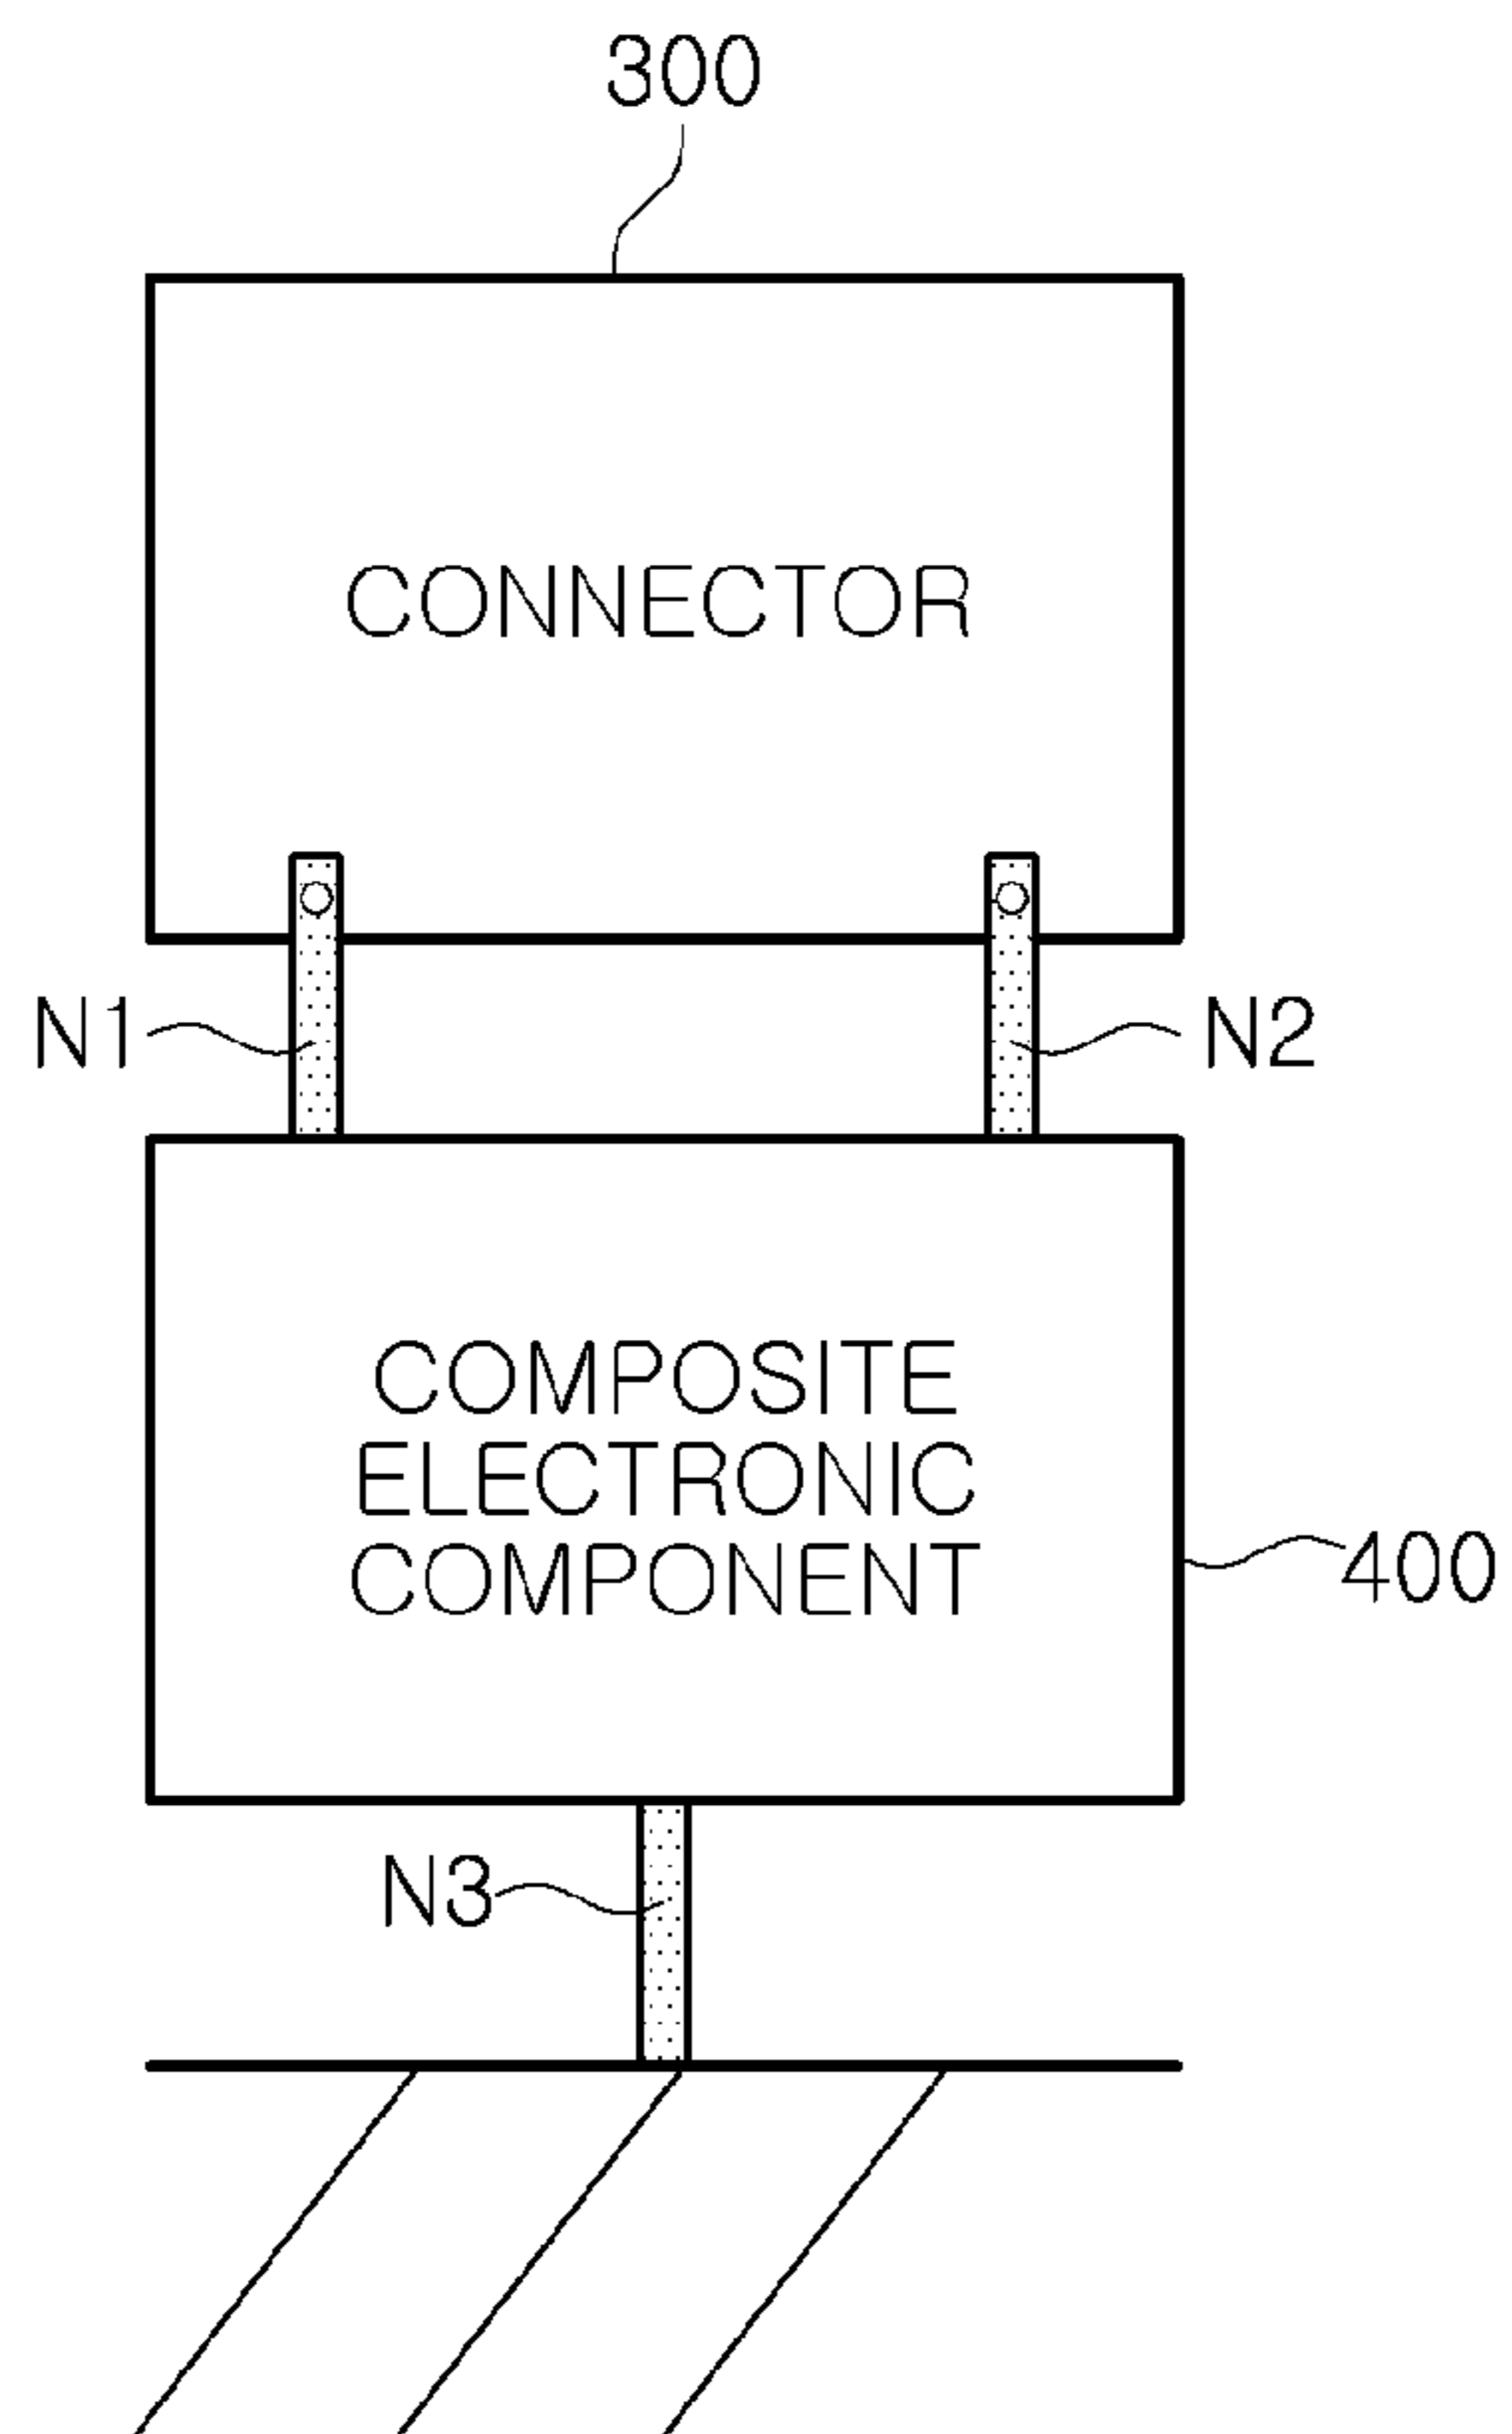 300
CONNECTOR
N1
N2
COMPOSITE
ELECTRONIC
COMPONENT
400
N3